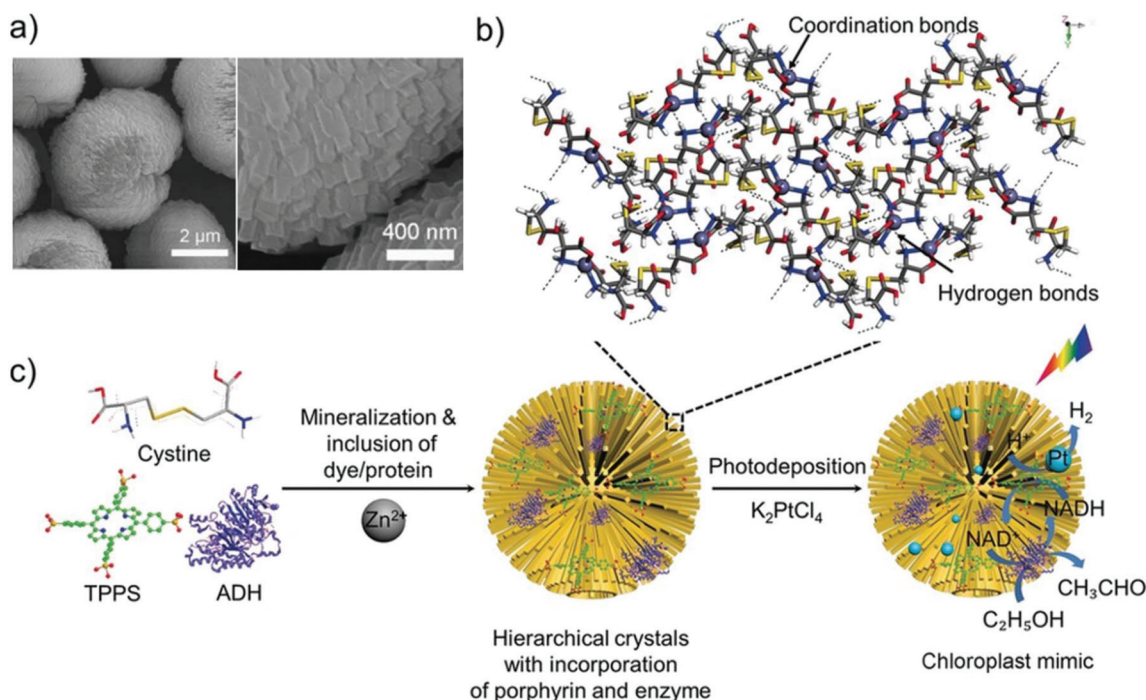 a)
2 μm
400 nm
b)
Coordination bonds
Hydrogen bonds
c)
Cystine
TPPS
ADH
Mineralization &
inclusion of
dye/protein
Zn²⁺
Hierarchical crystals
with incorporation
of porphyrin and enzyme
Photodeposition
K₂PtCl₄
H₂
H⁺
Pt
NADH
NAD⁺
CH₃CHO
C₂H₅OH
Chloroplast mimic